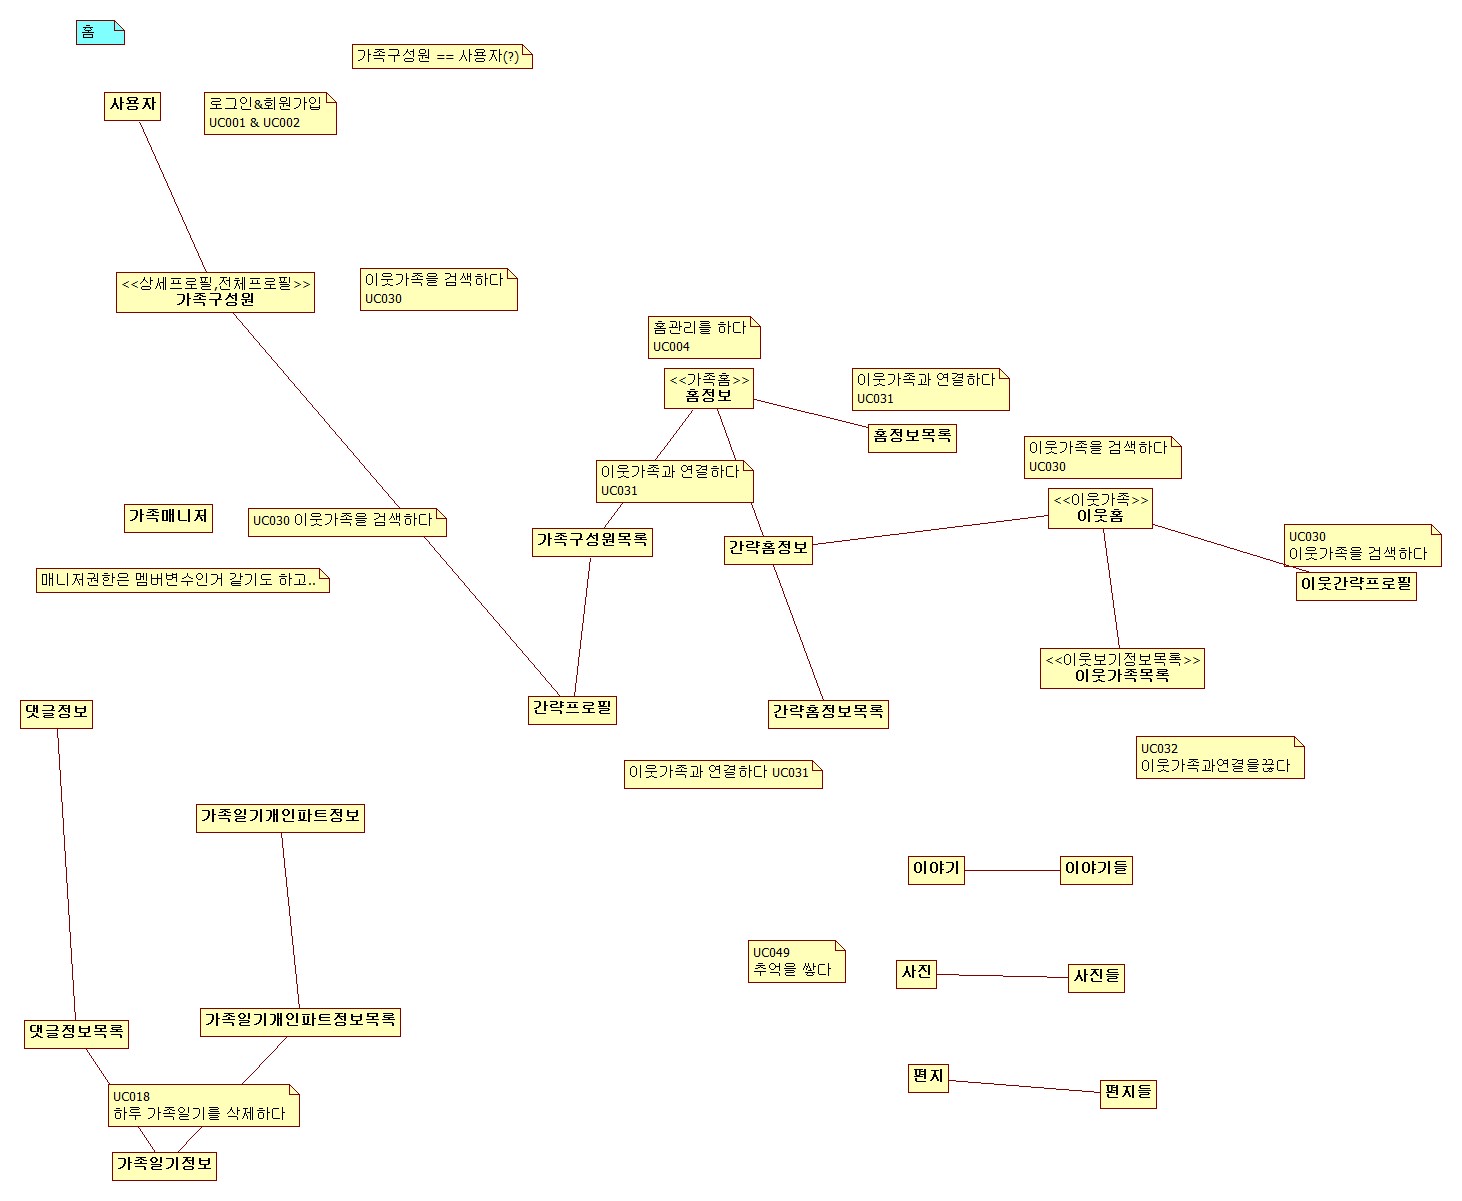 홈
가족구성원 == 사용자(?)
사용자
로그인&회원가입
UC001 & UC002
<<상세프로필,전체프로필>>
가족구성원
이웃가족을 검색하다
UC030
홈관리를 하다
UC004
<<가족홈>>
홈정보
이웃가족과 연결하다
UC031
홈정보목록
이웃가족을 검색하다
UC030
이웃가족과 연결하다
UC031
<<이웃가족>>
이웃홈
가족매니저
UC030 이웃가족을 검색하다
가족구성원목록
간략홈정보
UC030
이웃가족을 검색하다
이웃간략프로필
매니저권한은 멤버변수인거 같기도 하고..
<<이웃보기정보목록>>
이웃가족목록
댓글정보
간략프로필
간략홈정보목록
이웃가족과 연결하다 UC031
UC032
이웃가족과연결을끊다
가족일기개인파트정보
이야기
이야기들
UC049
추억을 쌓다
사진
사진들
댓글정보목록
가족일기개인파트정보목록
편지
편지들
UC018
하루 가족일기를 삭제하다
가족일기정보